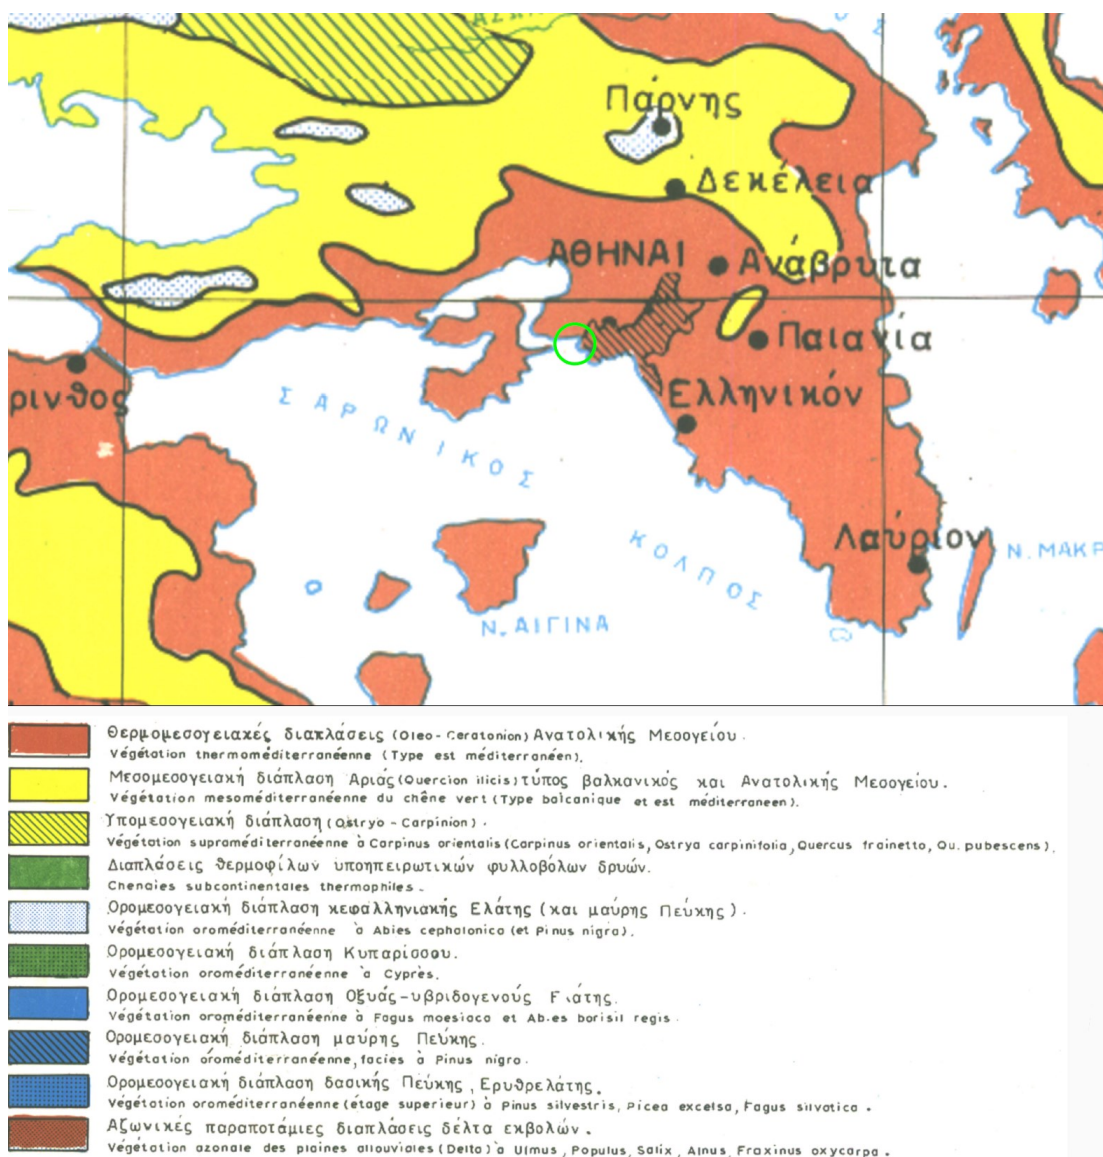 Πάρνης
Δεκέλεια
ΑΘΗΝΑΙ
Ανάβρυτα
Παιανία
ρινθος
Ελληνικόν
ΣΑΡΩΝΙΚΟΣ
ΚΟΛΠΟΣ
Λαύριον
Ν. ΜΑΚΡ
Ν. ΑΙΓΙΝΑ
Θερμομεσογειακές διαπλάσεις (Oleo-Ceratonion) Ανατολικής Μεσογείου.
Végétation thermoméditerranéenne (Type est méditerranéen).
Μεσομεσογειακή διάπλαση Αριάς (Quercion ilicis) τύπος βαλκανικός και Ανατολικής Μεσογείου.
Végétation mesoméditerranéenne du chêne vert (Type balcanique et est méditerraneen).
Υπομεσογειακή διάπλαση (Ostryo - Carpinion).
Végétation supraméditerranéenne à Carpinus orientalis (Carpinus orientalis, Ostrya carpinifolia, Quercus frainetto, Qu. pubescens).
Διαπλάσεις θερμοφίλων υποηπειρωτικών φυλλοβόλων δρυών.
Chenaies subcontinentales thermophiles.
Ορομεσογειακή διάπλαση κεφαλληνιακής Ελάτης (και μαύρης Πεύκης).
Végétation oroméditerranéenne à Abies cephalonica (et Pinus nigra).
Ορομεσογειακή διάπλαση Κυπαρίσσου.
Végétation oroméditerranéenne à Cyprès.
Ορομεσογειακή διάπλαση Οξυάς-υβριδογενούς
Végétation oroméditerranéenne à Fagus moesiaca et Abies borisii regis.
Ορομεσογειακή διάπλαση μαύρης Πεύκης.
Végétation oroméditerranéenne, facies à Pinus nigra.
Ορομεσογειακή διάπλαση δασικής Πεύκης, Ερυθρελάτης.
Végétation oroméditerranéenne (étage superieur) à Pinus silvestris, Picea excelsa, Fagus silvatica.
Αζωνικές παραποτάμιες διαπλάσεις δέλτα εκβολών.
Végétation azonale des plaines allouviales (Delta) à Ulmus, Populus, Salix, Alnus, Fraxinus oxycarpa.